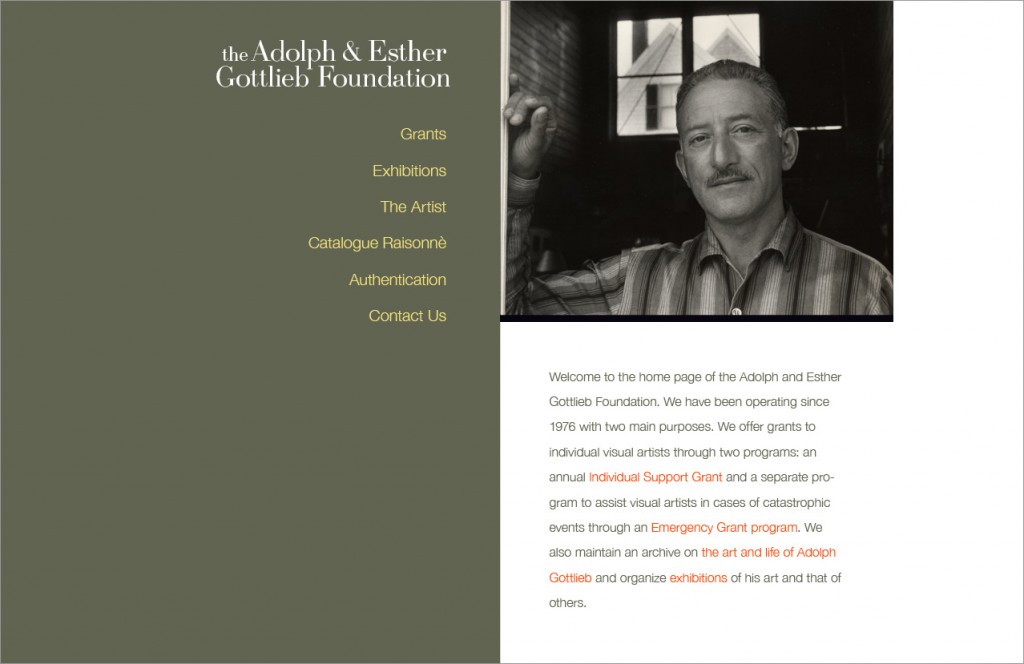 the Adolph & Esther
Gottlieb Foundation
Grants
Exhibitions
The Artist
Catalogue Raisonnè
Authentication
Contact Us
Welcome to the home page of the Adolph and Esther
Gottlieb Foundation. We have been operating since
1976 with two main purposes. We offer grants to
individual visual artists through two programs: an
annual Individual Support Grant and a separate pro-
gram to assist visual artists in cases of catastrophic
events through an Emergency Grant program. We
also maintain an archive on the art and life of Adolph
Gottlieb and organize exhibitions of his art and that of
others.